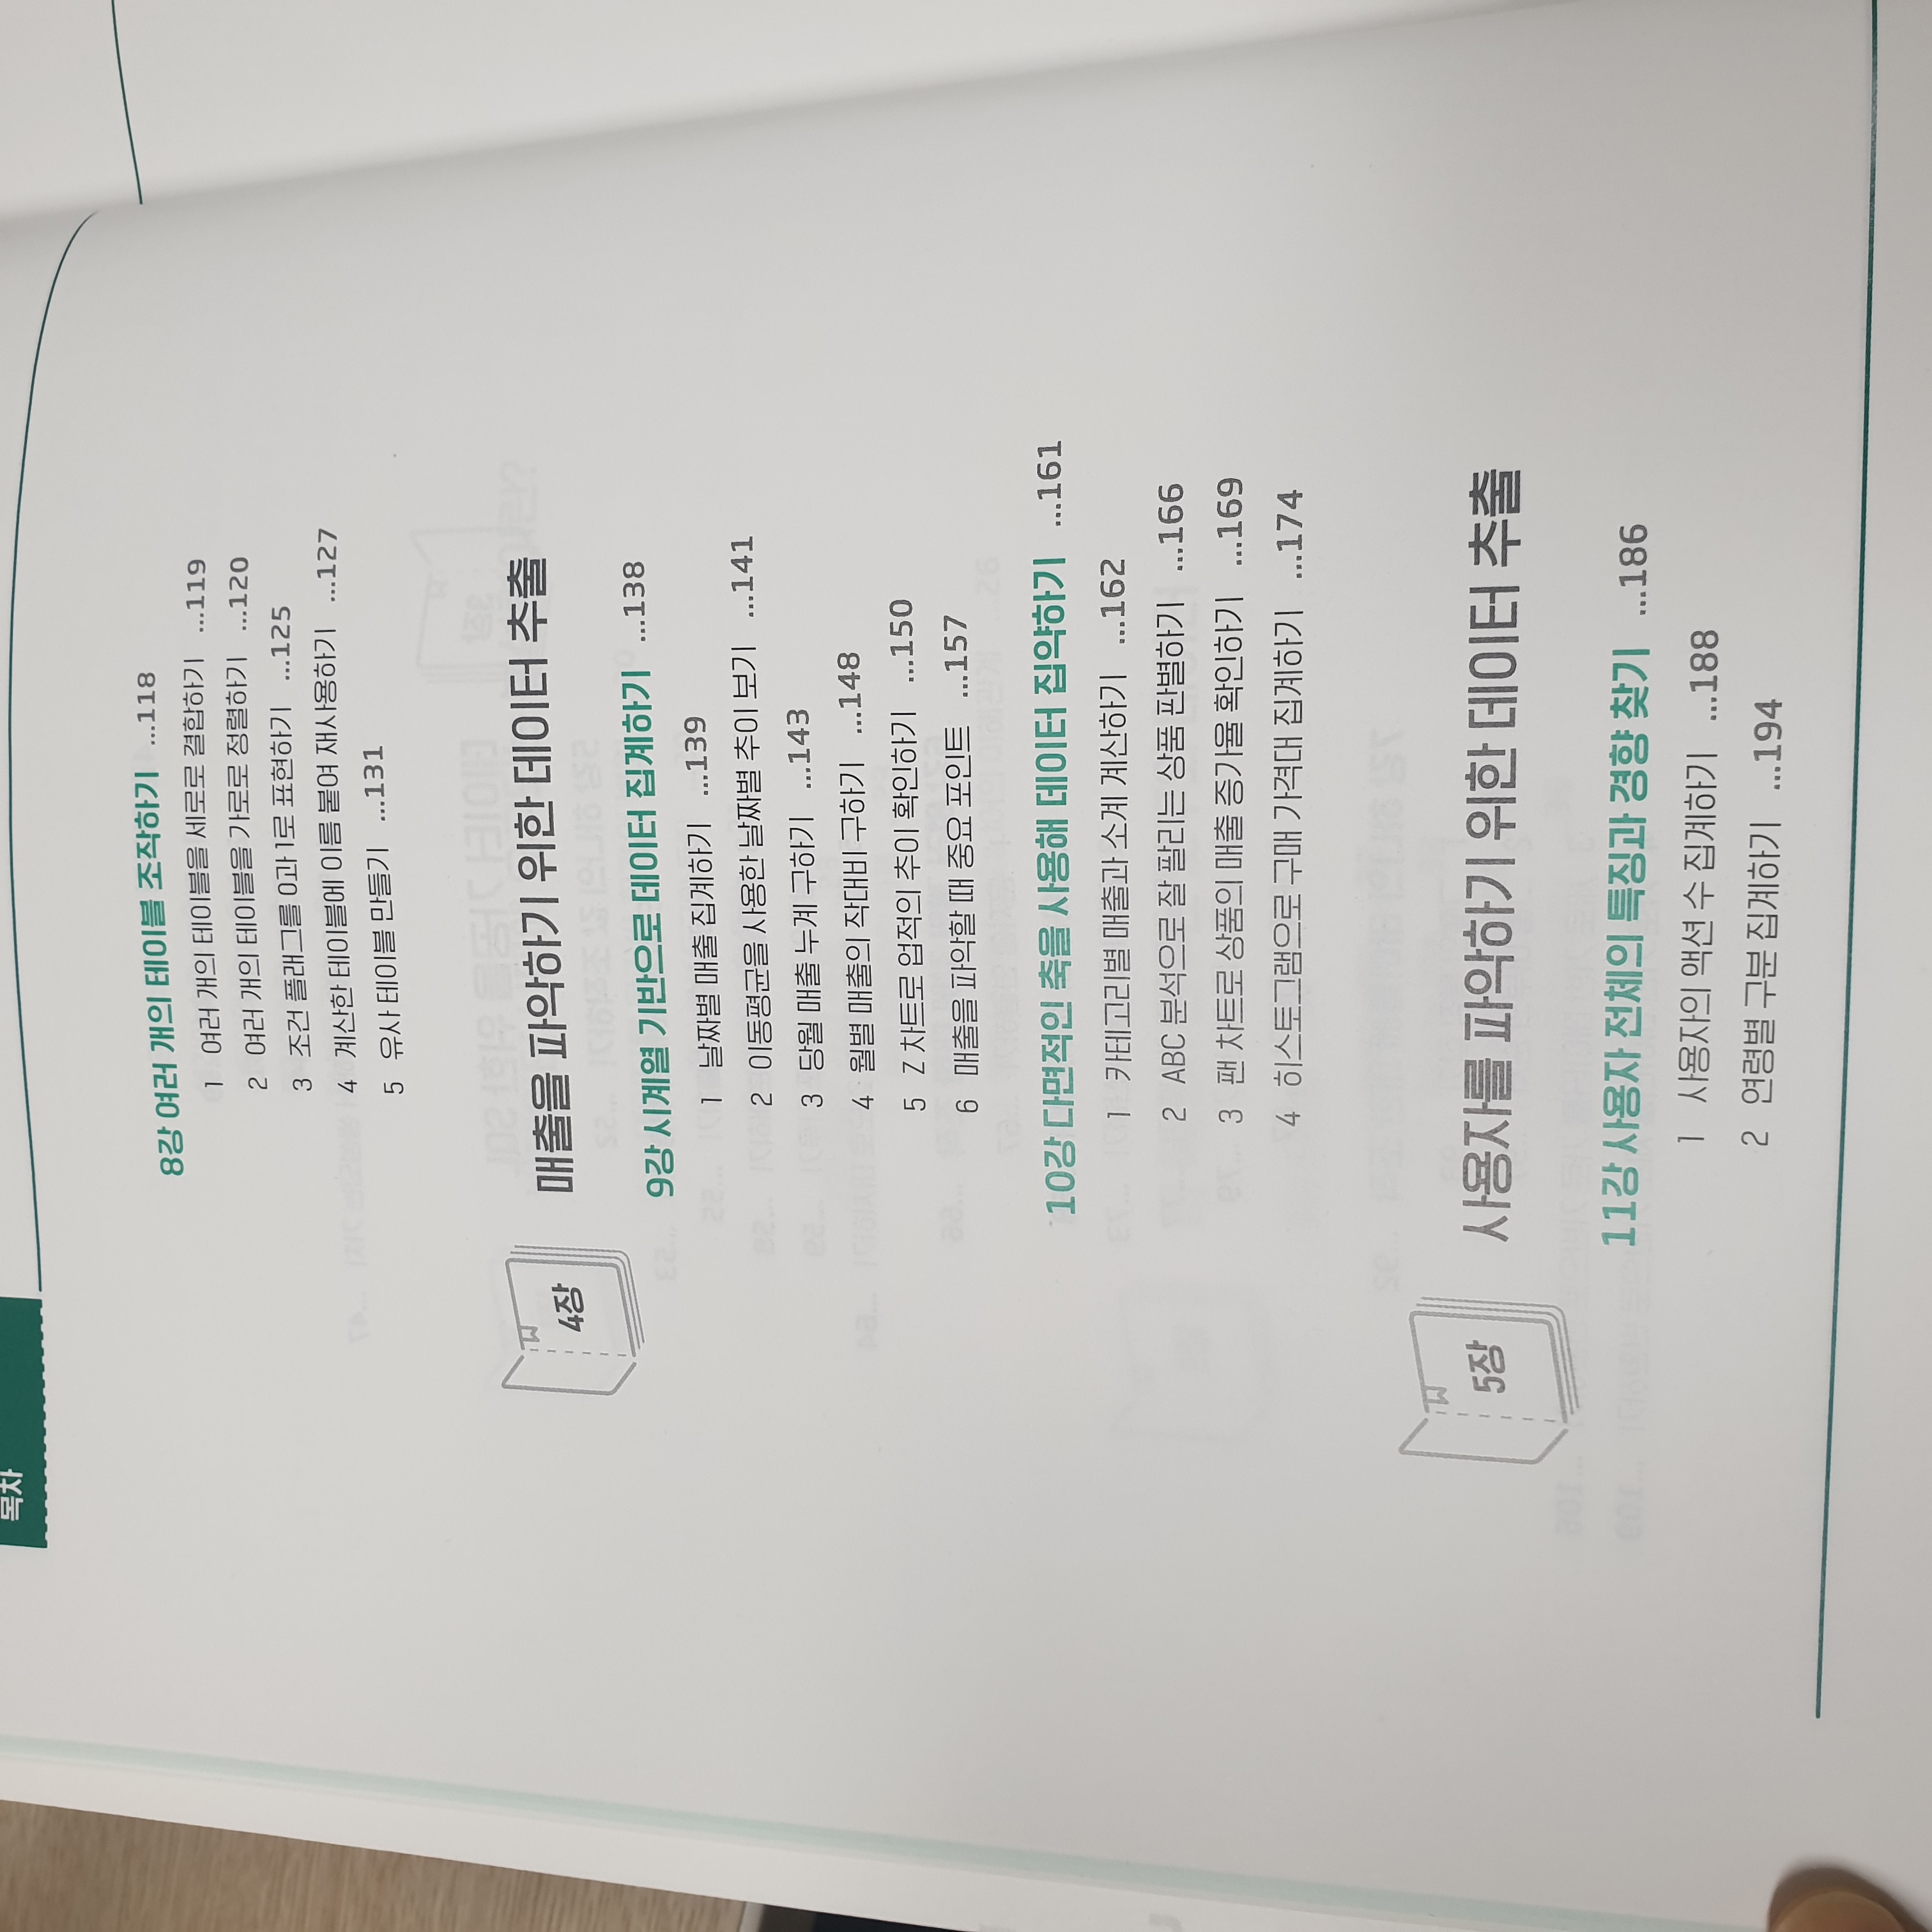 목차
8강 여러 개의 테이블 조작하기 ...118
1 여러 개의 테이블을 세로로 결합하기 ...119
2 여러 개의 테이블을 가로로 정렬하기 ...120
3 조건 플래그를 0과 1로 표현하기 ...125
4 계산한 테이블에 이름 붙여 재사용하기 ...127
5 유사 테이블 만들기 ...131
4장 매출을 파악하기 위한 데이터 추출
9강 시계열 기반으로 데이터 집계하기 ...138
1 날짜별 매출 집계하기 ...139
2 이동평균을 사용한 날짜별 추이 보기 ...141
3 당월 매출 누계 구하기 ...143
4 월별 매출의 작대비 구하기 ...148
5 Z 차트로 업적의 추이 확인하기 ...150
6 매출을 파악할 때 중요 포인트 ...157
10강 다면적인 축을 사용해 데이터 집약하기 ...161
1 카테고리별 매출과 소계 계산하기 ...162
2 ABC 분석으로 잘 팔리는 상품 판별하기 ...166
3 팬 차트로 상품의 매출 증가율 확인하기 ...169
4 히스토그램으로 구매 가격대 집계하기 ...174
5장 사용자를 파악하기 위한 데이터 추출
11강 사용자 전체의 특징과 경향 찾기 ...186
1 사용자의 액션 수 집계하기 ...188
2 연령별 구분 집계하기 ...194